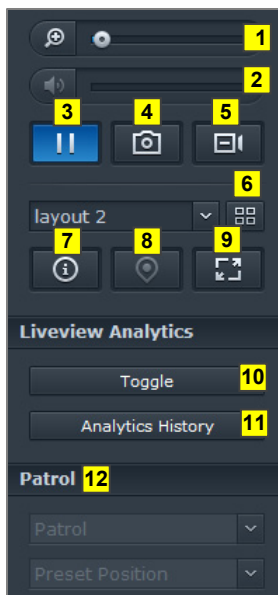 1
2
3 4 5
6
layout 2
7 8 9
Liveview Analytics
Toggle 10
Analytics History 11
Patrol 12
Patrol
Preset Position